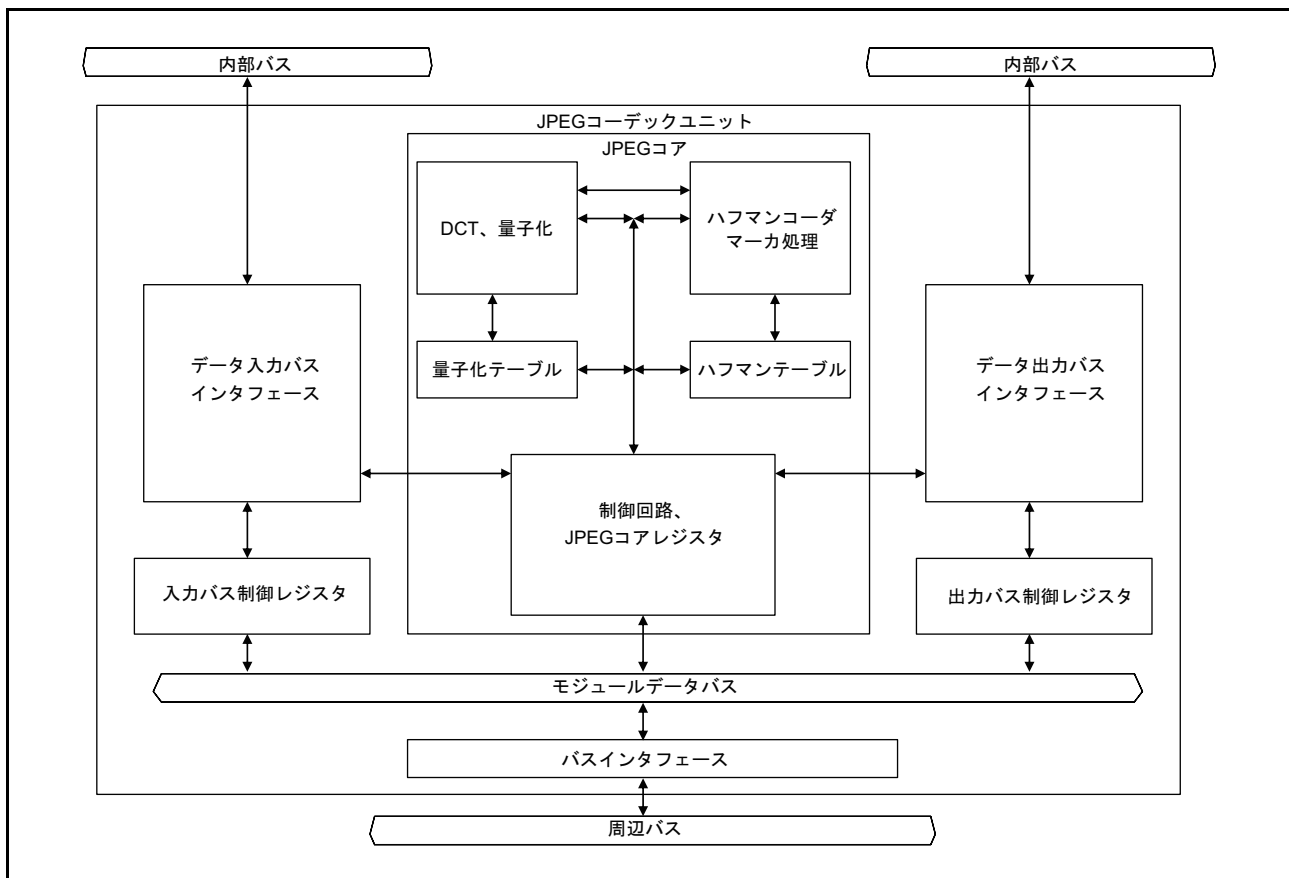 内部バス
内部バス
JPEGコーデックユニット
JPEGコア
DCT、量子化
ハフマンコーダ
マーカ処理
データ入力バス
インタフェース
量子化テーブル
ハフマンテーブル
データ出力バス
インタフェース
制御回路、
JPEGコアレジスタ
入力バス制御レジスタ
出力バス制御レジスタ
モジュールデータバス
バスインタフェース
周辺バス